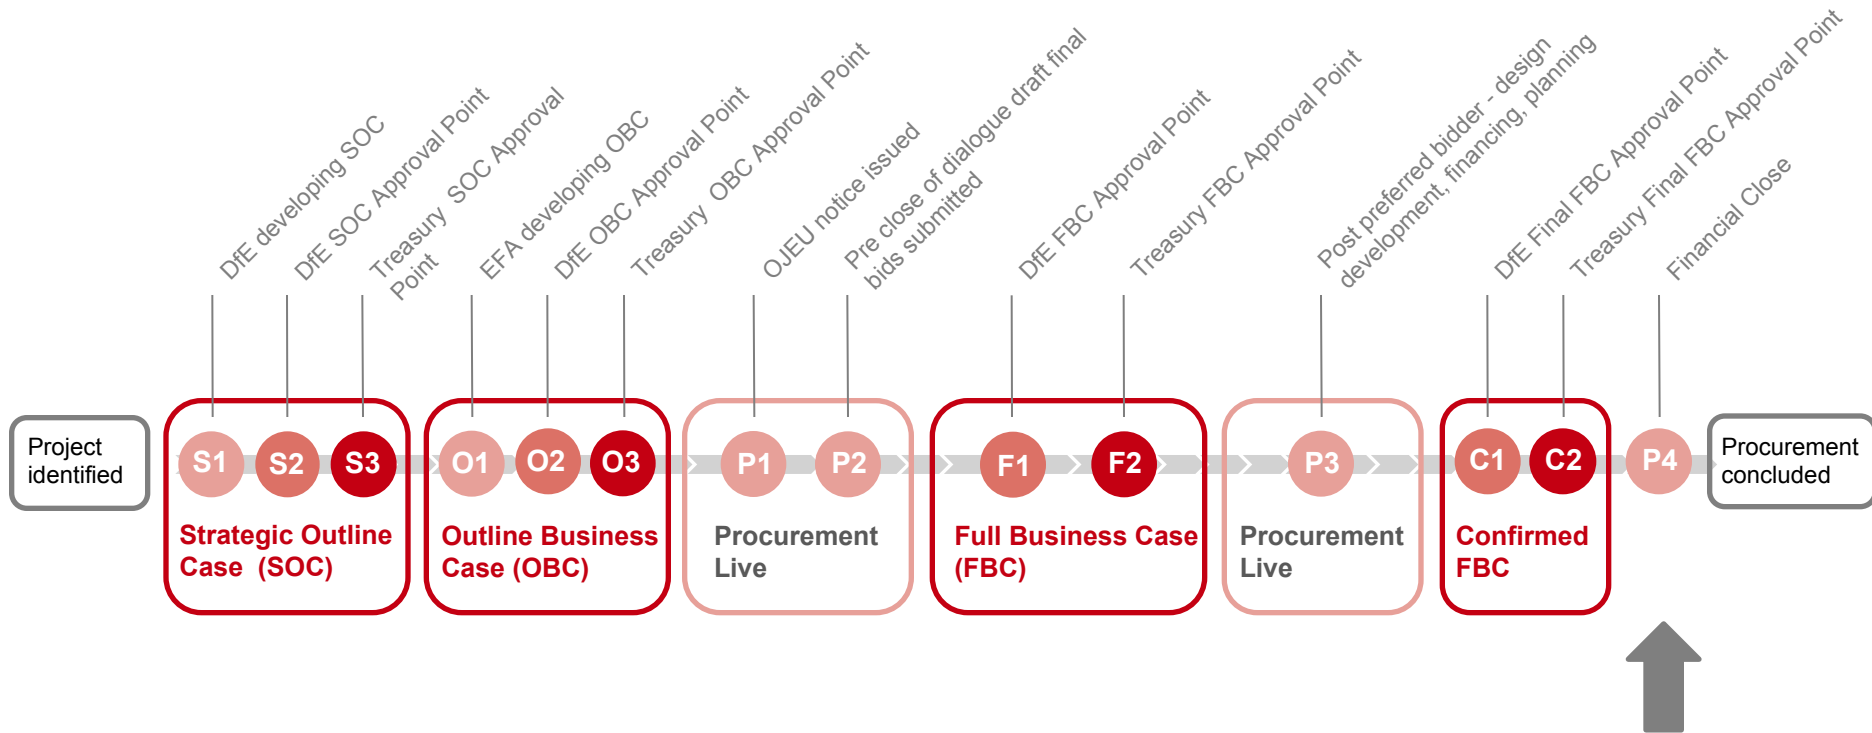 DfE developing SOC
DfE SOC Approval Point
Treasury SOC Approval
Point
EFA developing OBC
DfE OBC Approval Point
Treasury OBC Approval Point
OJEU notice issued
Pre close of dialogue draft final
bids submitted
DfE FBC Approval Point
Treasury FBC Approval Point
Post preferred bidder - design
development, financing, planning
DfE Final FBC Approval Point
Treasury Final FBC Approval Point
Financial Close
Project
identified
S1
S2
S3
Strategic Outline
Case (SOC)
O1
O2
O3
Outline Business
Case (OBC)
P1
P2
Procurement
Live
F1
F2
Full Business Case
(FBC)
P3
Procurement
Live
C1
C2
Confirmed
FBC
P4
Procurement
concluded